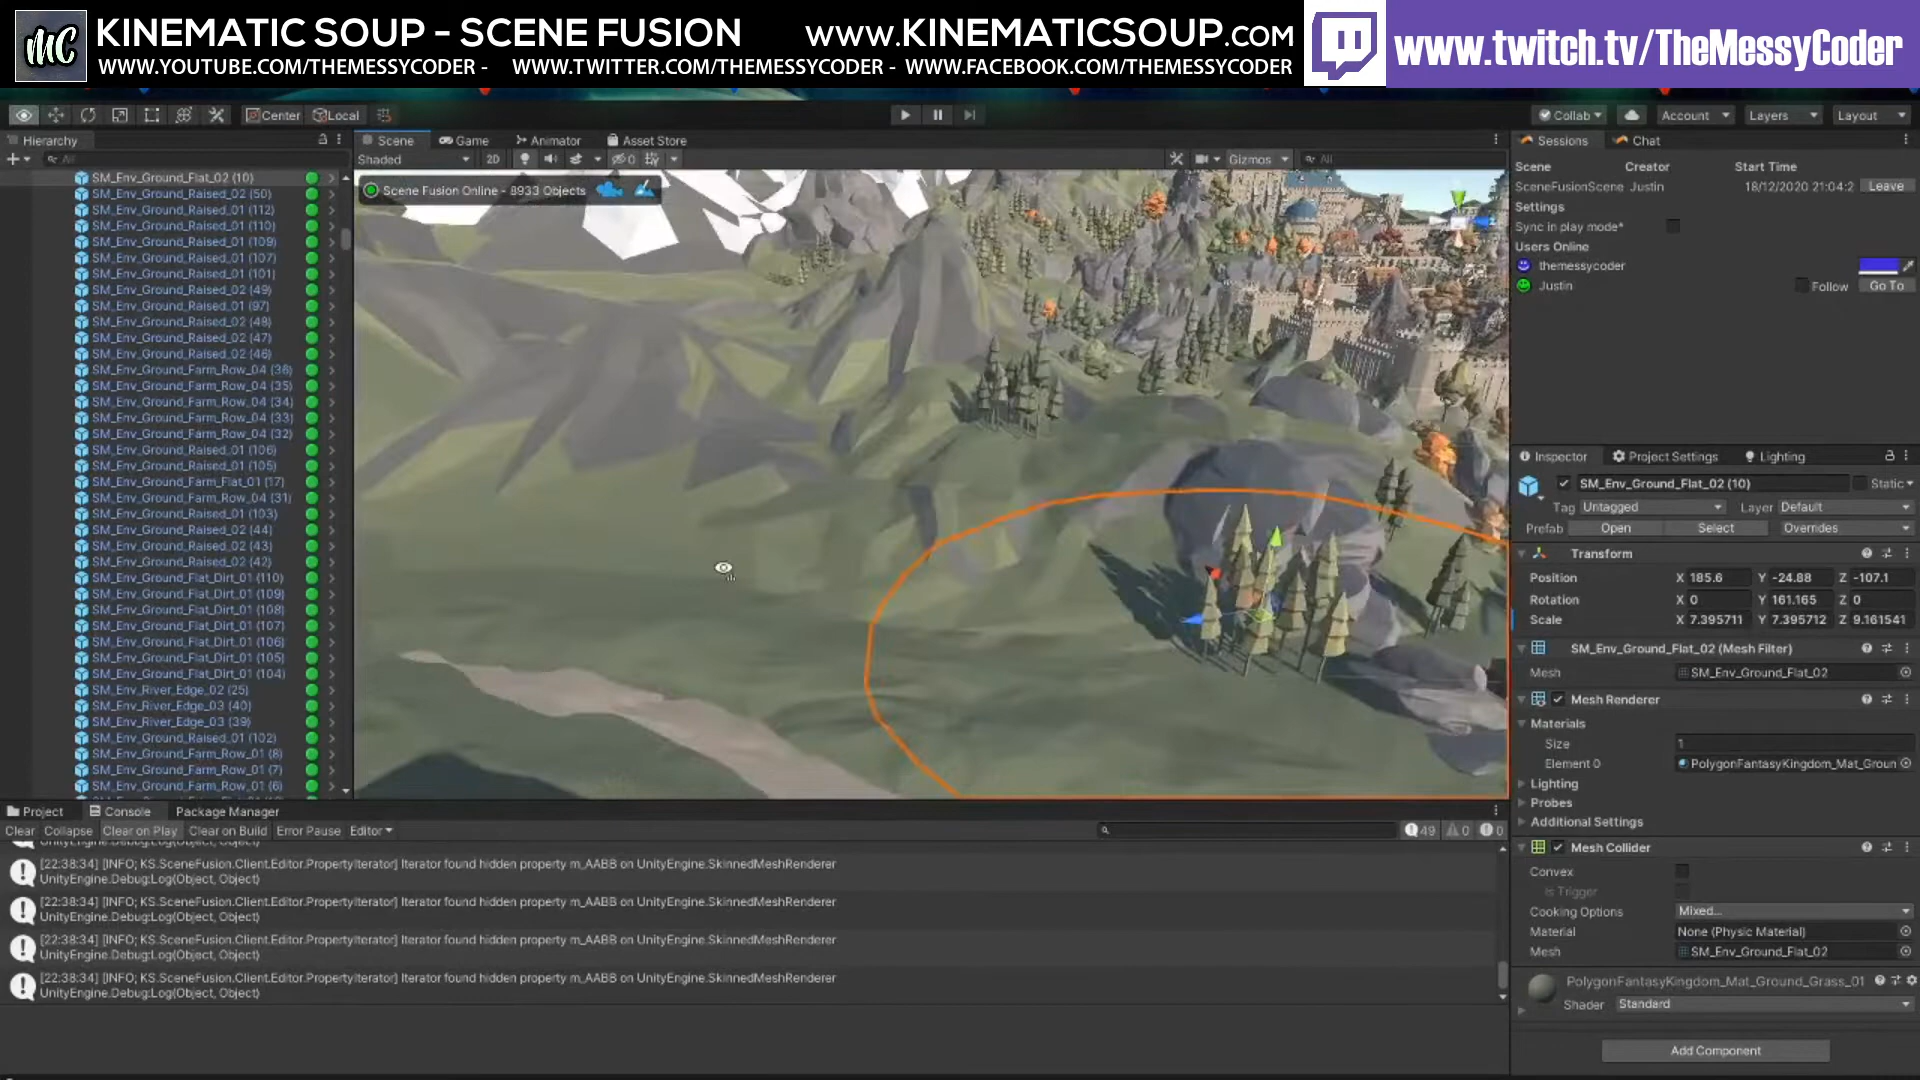 MC KINEMATIC SOUP - SCENE FUSION www.KINEMATICSOUP.com
WWW.YOUTUBE.COM/THEMESSYCODER - WWW.TWITTER.COM/THEMESSYCODER - WWW.FACEBOOK.COM/THEMESSYCODER
www.twitch.tv/TheMessyCoder
Center Local Collab Account Layers Layout
Hierarchy
All
SM_Env_Ground_Flat_02 (10)
SM_Env_Ground_Raised_02 (50)
SM_Env_Ground_Raised_01 (112)
SM_Env_Ground_Raised_01 (110)
SM_Env_Ground_Raised_01 (109)
SM_Env_Ground_Raised_01 (107)
SM_Env_Ground_Raised_01 (101)
SM_Env_Ground_Raised_02 (49)
SM_Env_Ground_Raised_01 (97)
SM_Env_Ground_Raised_02 (48)
SM_Env_Ground_Raised_02 (47)
SM_Env_Ground_Raised_02 (46)
SM_Env_Ground_Farm_Row_04 (36)
SM_Env_Ground_Farm_Row_04 (35)
SM_Env_Ground_Farm_Row_04 (34)
SM_Env_Ground_Farm_Row_04 (33)
SM_Env_Ground_Farm_Row_04 (32)
SM_Env_Ground_Raised_01 (106)
SM_Env_Ground_Raised_01 (105)
SM_Env_Ground_Farm_Flat_01 (17)
SM_Env_Ground_Farm_Row_04 (31)
SM_Env_Ground_Raised_01 (103)
SM_Env_Ground_Raised_02 (44)
SM_Env_Ground_Raised_02 (43)
SM_Env_Ground_Raised_02 (42)
SM_Env_Ground_Flat_Dirt_01 (110)
SM_Env_Ground_Flat_Dirt_01 (109)
SM_Env_Ground_Flat_Dirt_01 (108)
SM_Env_Ground_Flat_Dirt_01 (107)
SM_Env_Ground_Flat_Dirt_01 (106)
SM_Env_Ground_Flat_Dirt_01 (105)
SM_Env_Ground_Flat_Dirt_01 (104)
SM_Env_River_Edge_02 (25)
SM_Env_River_Edge_03 (40)
SM_Env_River_Edge_03 (39)
SM_Env_Ground_Raised_01 (102)
SM_Env_Ground_Farm_Row_01 (8)
SM_Env_Ground_Farm_Row_01 (7)
SM_Env_Ground_Farm_Row_01 (6)
Scene Game Animator Asset Store
Shaded 2D 0 Gizmos All
Scene Fusion Online - 8933 Objects
Sessions Chat
Scene Creator Start Time
SceneFusionScene Justin 18/12/2020 21:04:2 Leave
Settings
Sync in play mode*
Users Online
themessycoder
Justin Follow Go To
Inspector Project Settings Lighting
SM_Env_Ground_Flat_02 (10) Static
Tag Untagged Layer Default
Prefab Open Select Overrides
Transform
Position X 185.6 Y -24.88 Z -107.1
Rotation X 0 Y 161.165 Z 0
Scale X 7.395711 Y 7.395712 Z 9.161541
SM_Env_Ground_Flat_02 (Mesh Filter)
Mesh SM_Env_Ground_Flat_02
Mesh Renderer
Materials
Size 1
Element 0 PolygonFantasyKingdom_Mat_Groun
Lighting
Probes
Additional Settings
Mesh Collider
Convex
Is Trigger
Cooking Options Mixed...
Material None (Physic Material)
Mesh SM_Env_Ground_Flat_02
PolygonFantasyKingdom_Mat_Ground_Grass_01
Shader Standard
Add Component
Project Console Package Manager
Clear Collapse Clear on Play Clear on Build Error Pause Editor 49 0 0
UnityEngine.Debug:Log(Object, Object)
[22:38:34] [INFO; KS.SceneFusion.Client.Editor.PropertyIterator] Iterator found hidden property m_AABB on UnityEngine.SkinnedMeshRenderer
UnityEngine.Debug:Log(Object, Object)
[22:38:34] [INFO; KS.SceneFusion.Client.Editor.PropertyIterator] Iterator found hidden property m_AABB on UnityEngine.SkinnedMeshRenderer
UnityEngine.Debug:Log(Object, Object)
[22:38:34] [INFO; KS.SceneFusion.Client.Editor.PropertyIterator] Iterator found hidden property m_AABB on UnityEngine.SkinnedMeshRenderer
UnityEngine.Debug:Log(Object, Object)
[22:38:34] [INFO; KS.SceneFusion.Client.Editor.PropertyIterator] Iterator found hidden property m_AABB on UnityEngine.SkinnedMeshRenderer
UnityEngine.Debug:Log(Object, Object)